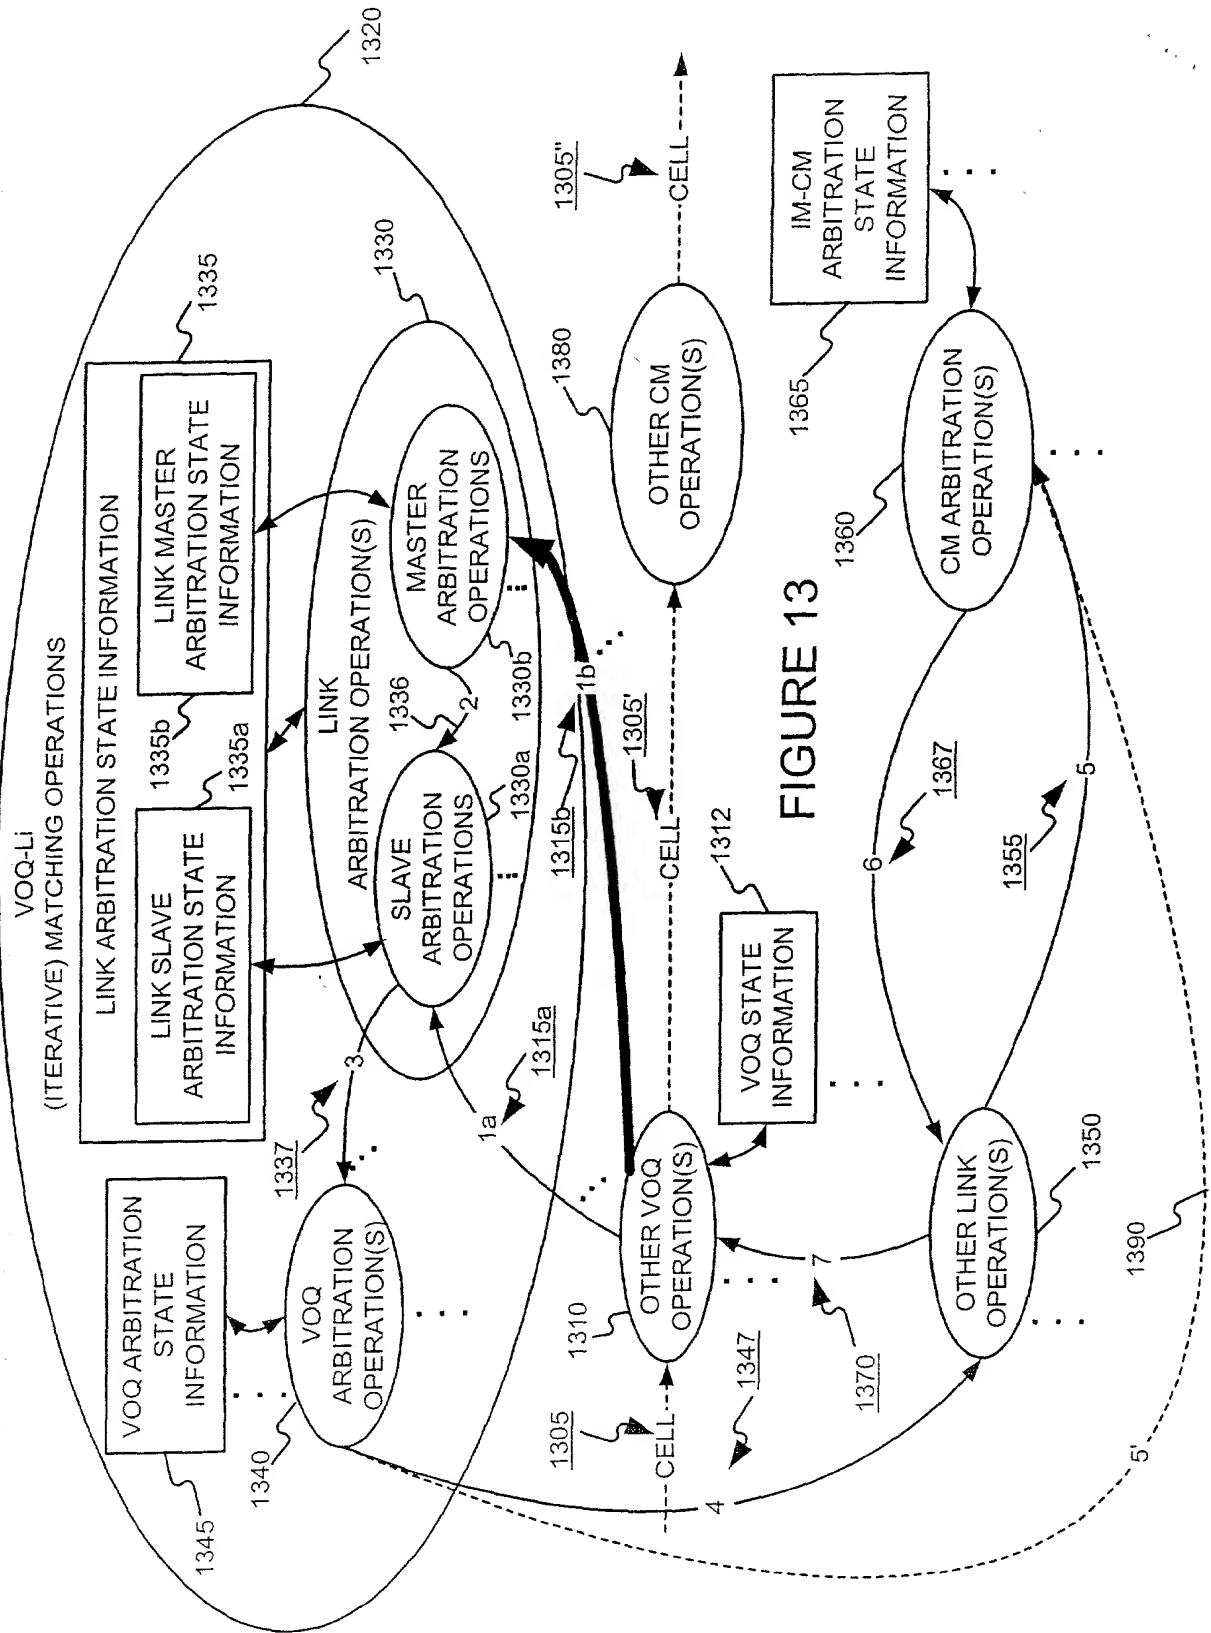 VOQ-Li
(ITERATIVE) MATCHING OPERATIONS
1320
LINK ARBITRATION STATE INFORMATION
1335
LINK SLAVE
ARBITRATION STATE
INFORMATION
1335a
LINK MASTER
ARBITRATION STATE
INFORMATION
1335b
VOQ ARBITRATION
STATE
INFORMATION
1345
LINK
ARBITRATION OPERATION(S)
1330
SLAVE
ARBITRATION
OPERATIONS
1330a
MASTER
ARBITRATION
OPERATIONS
1330b
1336
2
3
1337
VOQ
ARBITRATION
OPERATION(S)
1340
1a
1315a
1b
1315b
CELL
1305
OTHER VOQ
OPERATION(S)
1310
CELL
1305'
OTHER CM
OPERATION(S)
1380
CELL
1305"
VOQ STATE
INFORMATION
1312
4
1347
7
1370
FIGURE 13
IM-CM
ARBITRATION
STATE
INFORMATION
1365
OTHER LINK
OPERATION(S)
1350
6
1367
5
1355
CM ARBITRATION
OPERATION(S)
1360
5'
1390